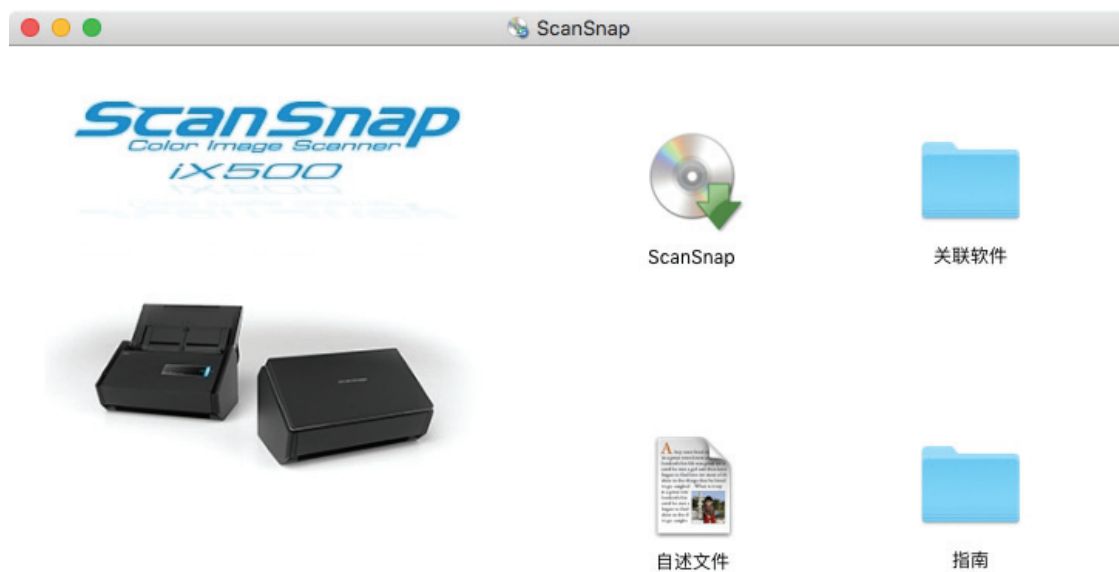 ScanSnap
ScanSnap
Color Image Scanner
iX500
ScanSnap
关联软件
自述文件
指南